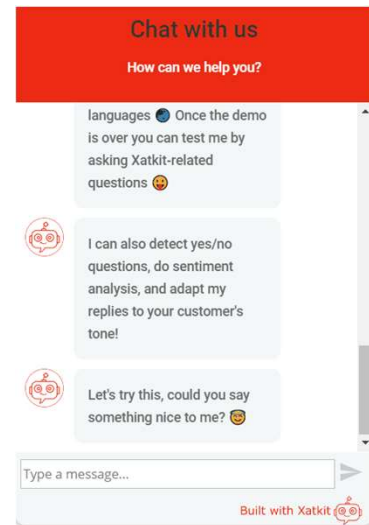 Chat with us
How can we help you?
languages 🌏 Once the demo
is over you can test me by
asking Xatkit-related
questions 😜
I can also detect yes/no
questions, do sentiment
analysis, and adapt my
replies to your customer's
tone!
Let's try this, could you say
something nice to me? 😇
Type a message...
Built with Xatkit